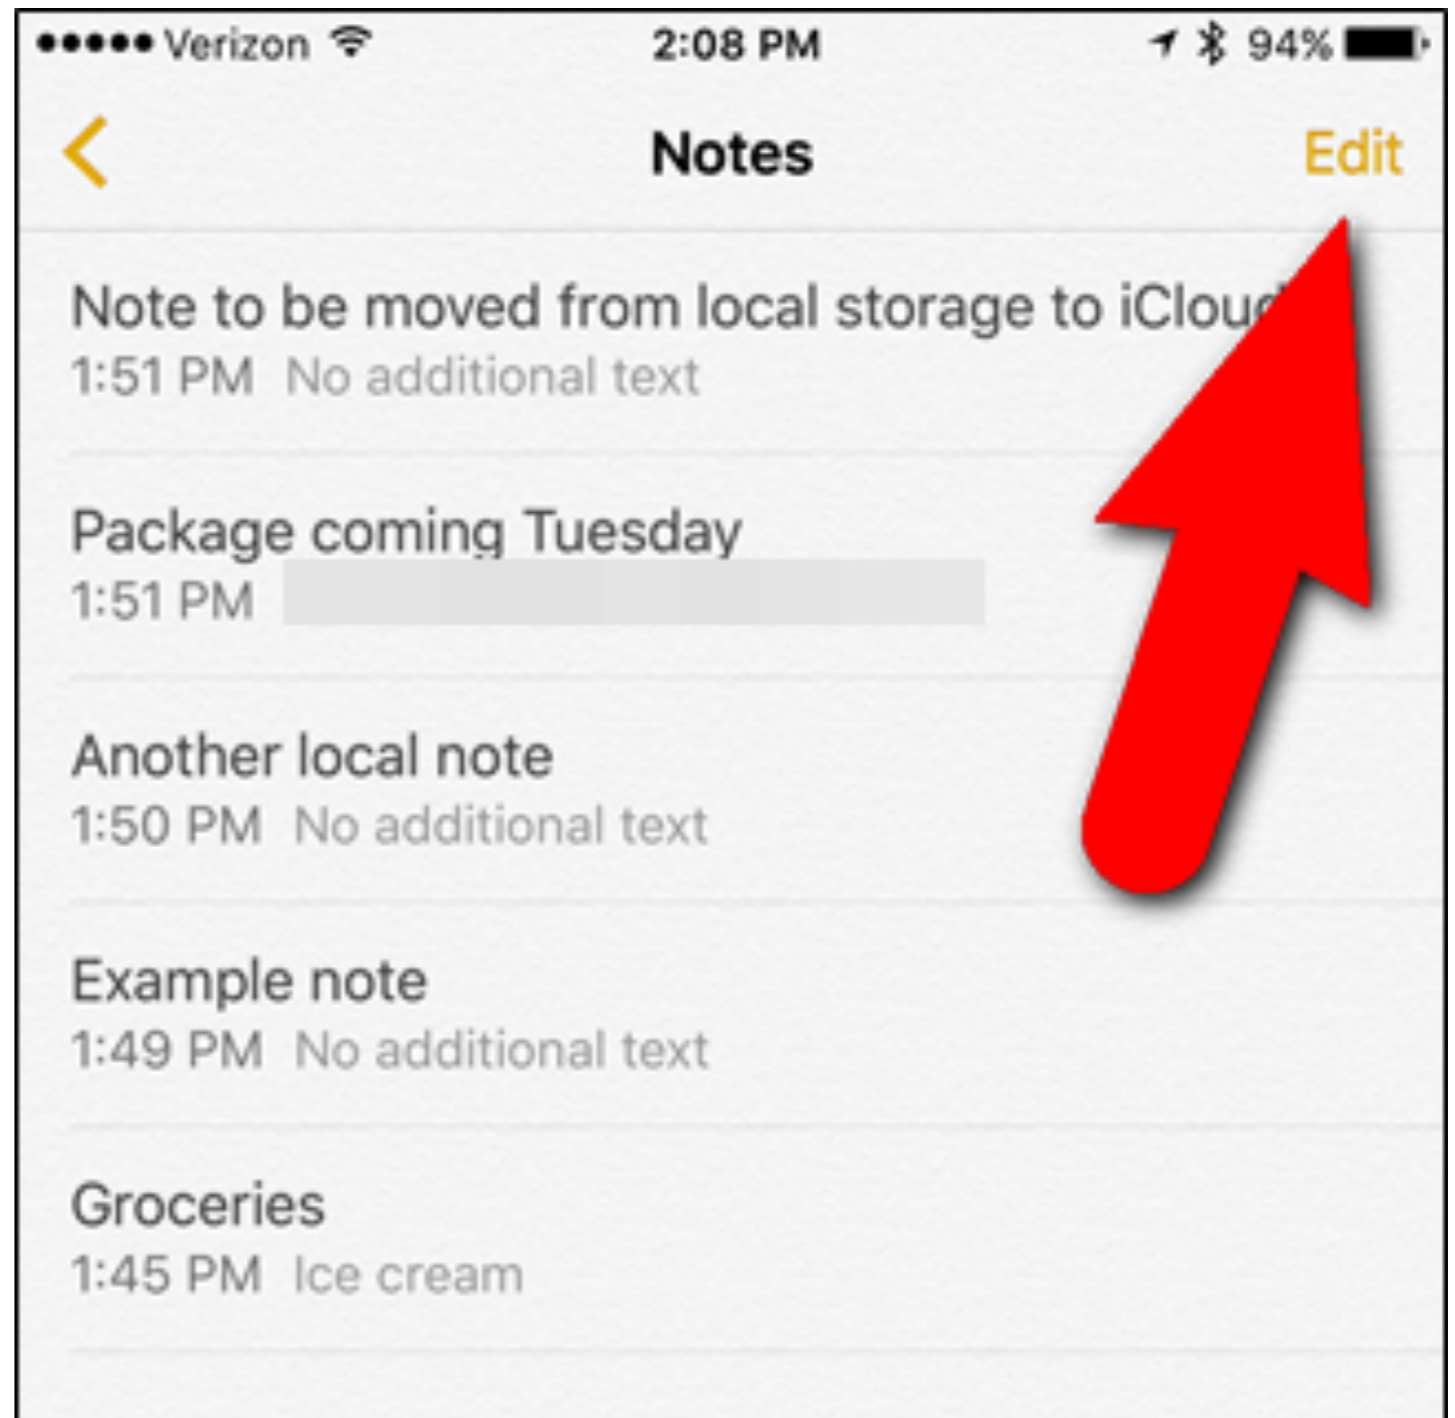 Verizon 2:08 PM 94%
Notes Edit
Note to be moved from local storage to iCloud
1:51 PM No additional text
Package coming Tuesday
1:51 PM
Another local note
1:50 PM No additional text
Example note
1:49 PM No additional text
Groceries
1:45 PM Ice cream